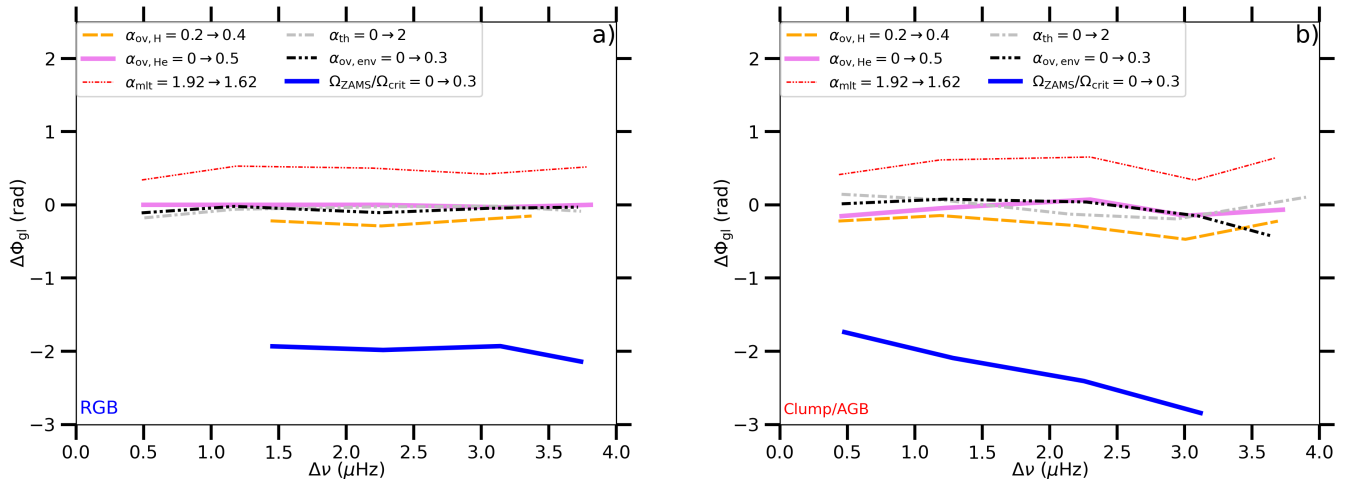 a)
α_ov, H = 0.2 → 0.4
α_ov, He = 0 → 0.5
α_mlt = 1.92 → 1.62
α_th = 0 → 2
α_ov, env = 0 → 0.3
Ω_ZAMS/Ω_crit = 0 → 0.3
2
1
0
−1
−2
−3
ΔΦ_gl (rad)
RGB
0.0 0.5 1.0 1.5 2.0 2.5 3.0 3.5 4.0
Δν (μHz)
b)
α_ov, H = 0.2 → 0.4
α_ov, He = 0 → 0.5
α_mlt = 1.92 → 1.62
α_th = 0 → 2
α_ov, env = 0 → 0.3
Ω_ZAMS/Ω_crit = 0 → 0.3
2
1
0
−1
−2
−3
ΔΦ_gl (rad)
Clump/AGB
0.0 0.5 1.0 1.5 2.0 2.5 3.0 3.5 4.0
Δν (μHz)